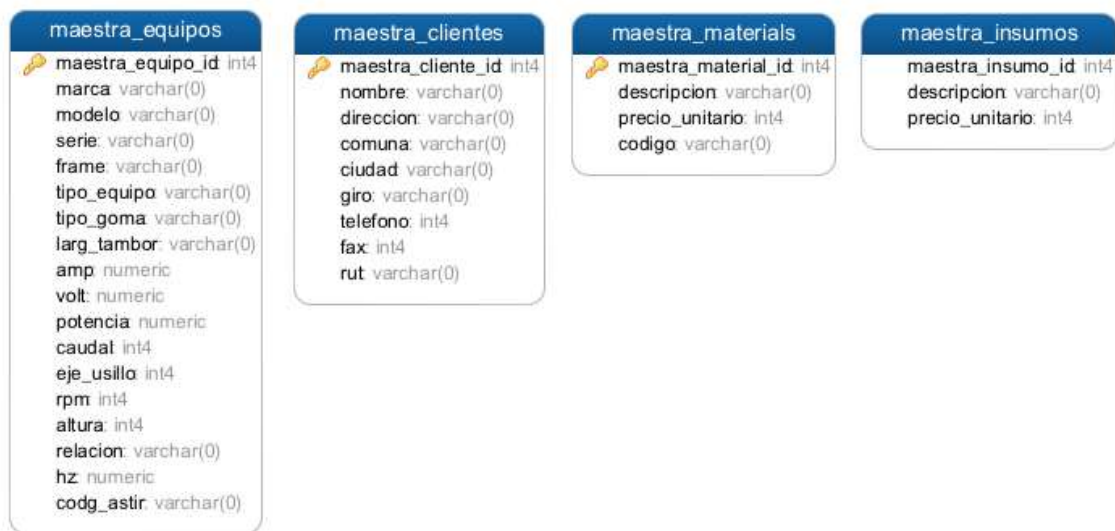 maestra_equipos
maestra_equipo_id: int4
marca: varchar(0)
modelo: varchar(0)
serie: varchar(0)
frame: varchar(0)
tipo_equipo: varchar(0)
tipo_goma: varchar(0)
larg_tambor: varchar(0)
amp: numeric
volt: numeric
potencia: numeric
caudal: int4
eje_usillo: int4
rpm: int4
altura: int4
relacion: varchar(0)
hz: numeric
codg_astir: varchar(0)
maestra_clientes
maestra_cliente_id: int4
nombre: varchar(0)
direccion: varchar(0)
comuna: varchar(0)
ciudad: varchar(0)
giro: varchar(0)
telefono: int4
fax: int4
rut: varchar(0)
maestra_materials
maestra_material_id: int4
descripcion: varchar(0)
precio_unitario: int4
codigo: varchar(0)
maestra_insumos
maestra_insumo_id: int4
descripcion: varchar(0)
precio_unitario: int4